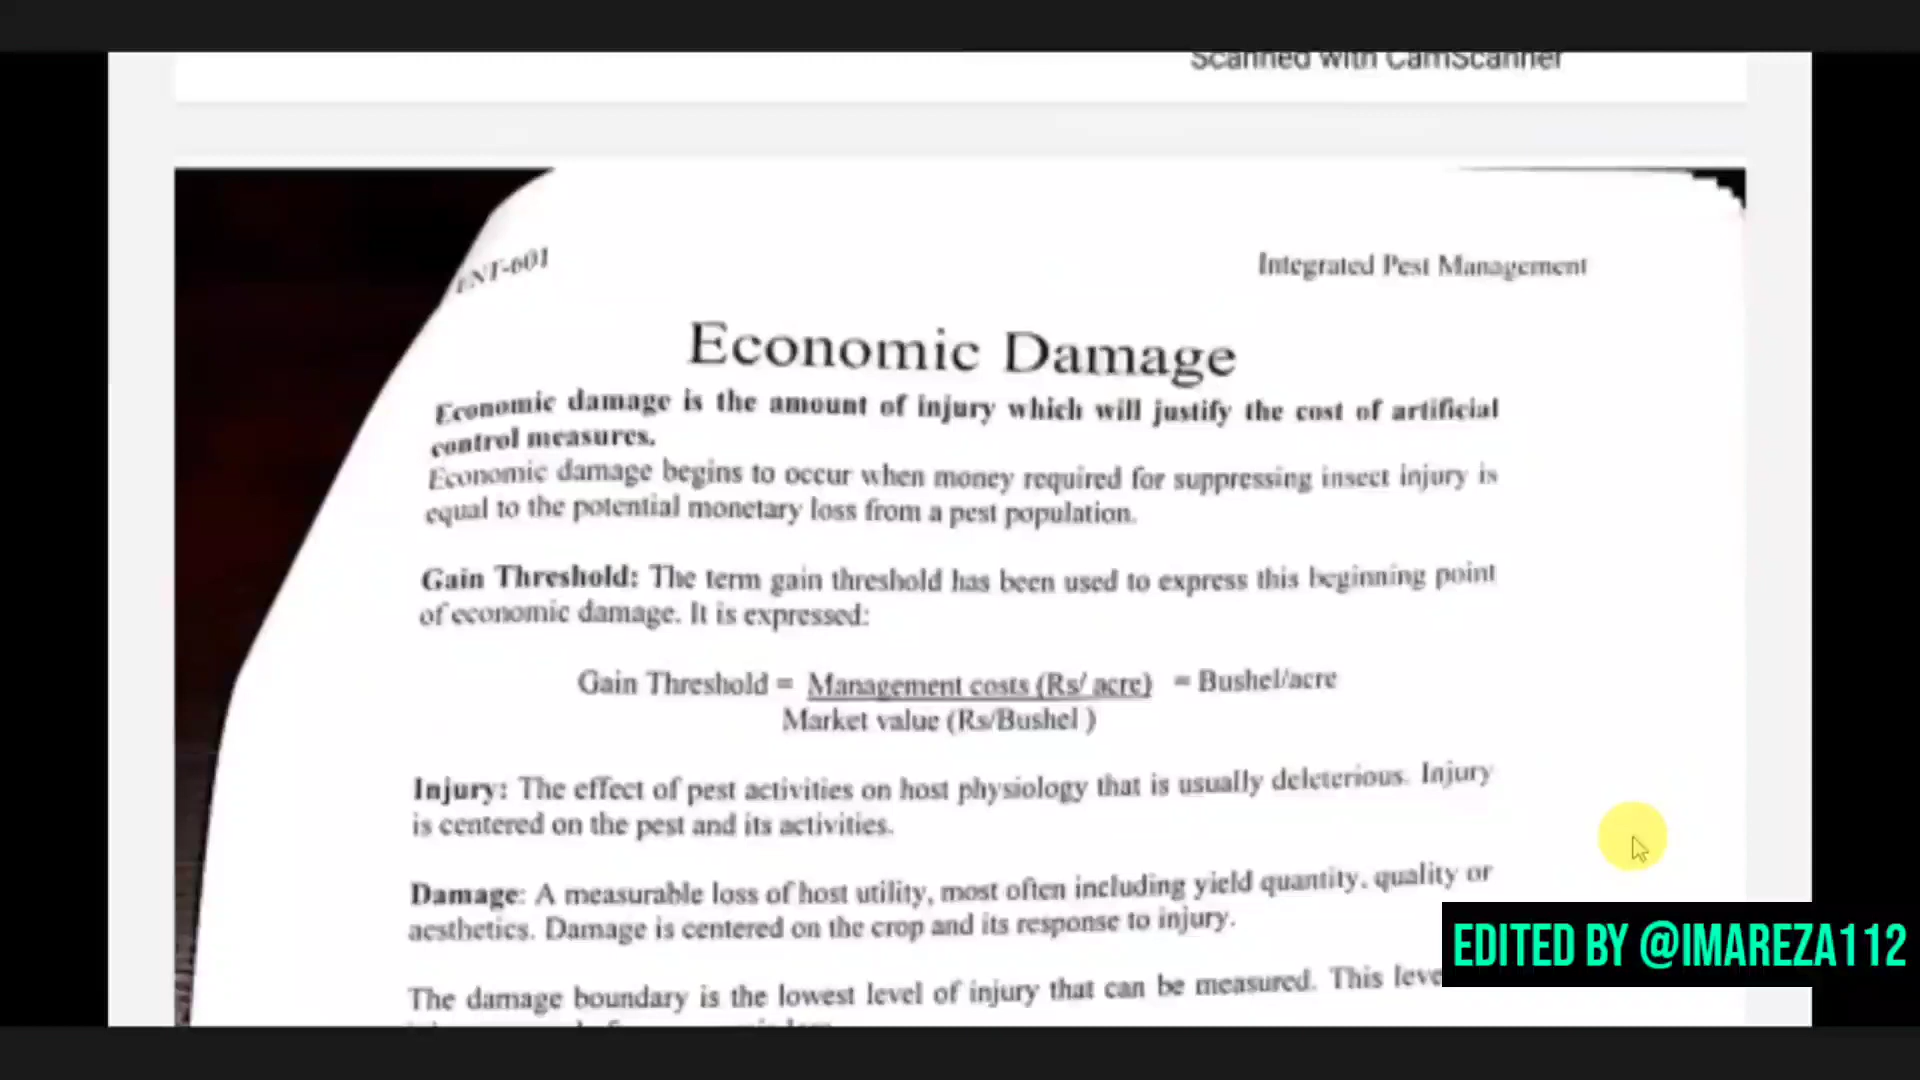 Scanned with CamScanner
ENT-601
Integrated Pest Management
Economic Damage
Economic damage is the amount of injury which will justify the cost of artificial
control measures.
Economic damage begins to occur when money required for suppressing insect injury is
equal to the potential monetary loss from a pest population.
Gain Threshold: The term gain threshold has been used to express this beginning point
of economic damage. It is expressed:
Gain Threshold = Management costs (Rs/ acre) = Bushel/acre
Market value (Rs/Bushel )
Injury: The effect of pest activities on host physiology that is usually deleterious. Injury
is centered on the pest and its activities.
Damage: A measurable loss of host utility, most often including yield quantity, quality or
aesthetics. Damage is centered on the crop and its response to injury.
The damage boundary is the lowest level of injury that can be measured. This leve
EDITED BY @IMAREZA112